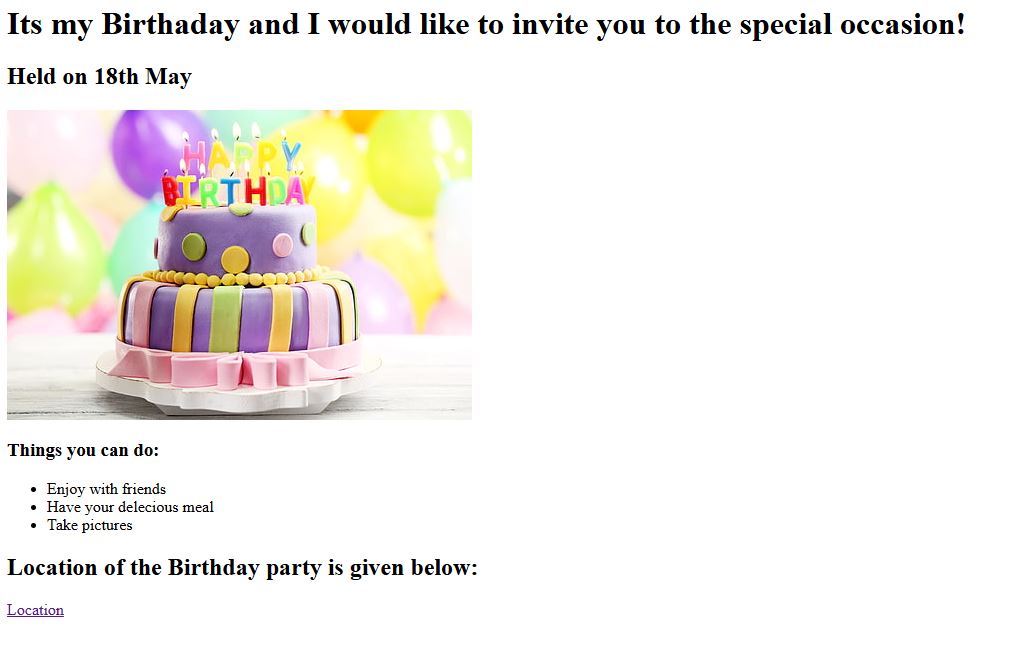 Its my Birthaday and I would like to invite you to the special occasion!
Held on 18th May
HAPPY
BIRTHDAY
Things you can do:
Enjoy with friends
Have your delecious meal
Take pictures
Location of the Birthday party is given below:
Location